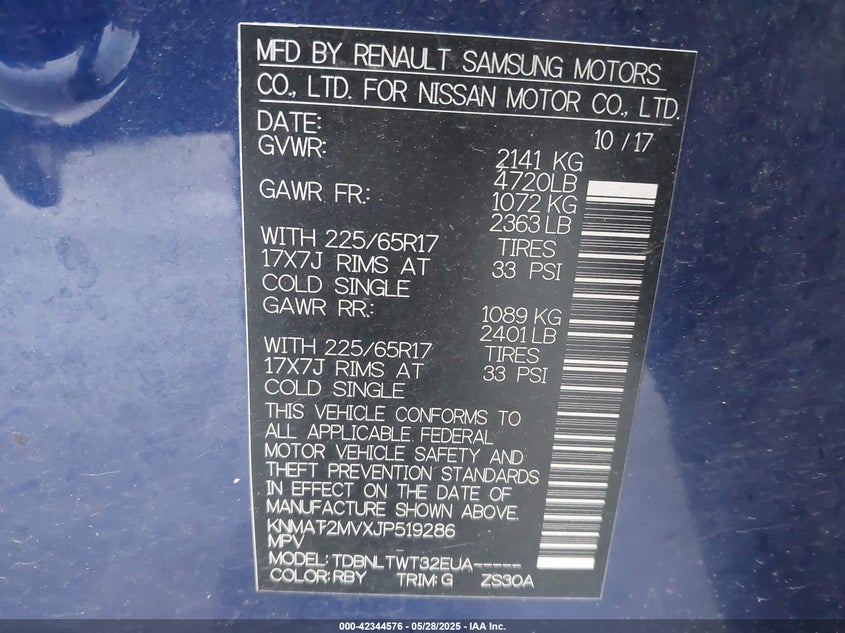 MFD BY RENAULT SAMSUNG MOTORS
CO., LTD. FOR NISSAN MOTOR CO., LTD.
DATE: 10 / 17
GVWR: 2141 KG
4720LB
GAWR FR.: 1072 KG
2363 LB
WITH 225/65R17 TIRES
17X7J RIMS AT 33 PSI
COLD SINGLE
GAWR RR.: 1089 KG
2401 LB
WITH 225/65R17 TIRES
17X7J RIMS AT 33 PSI
COLD SINGLE
THIS VEHICLE CONFORMS TO
ALL APPLICABLE FEDERAL
MOTOR VEHICLE SAFETY AND
THEFT PREVENTION STANDARDS
IN EFFECT ON THE DATE OF
MANUFACTURE SHOWN ABOVE.
KNMAT2MVXJP519286
MPV
MODEL: TDBNLTWT32EUA-----
COLOR: RBY TRIM: G ZS30A
000-42344576 — 05/28/2025 — IAA Inc.